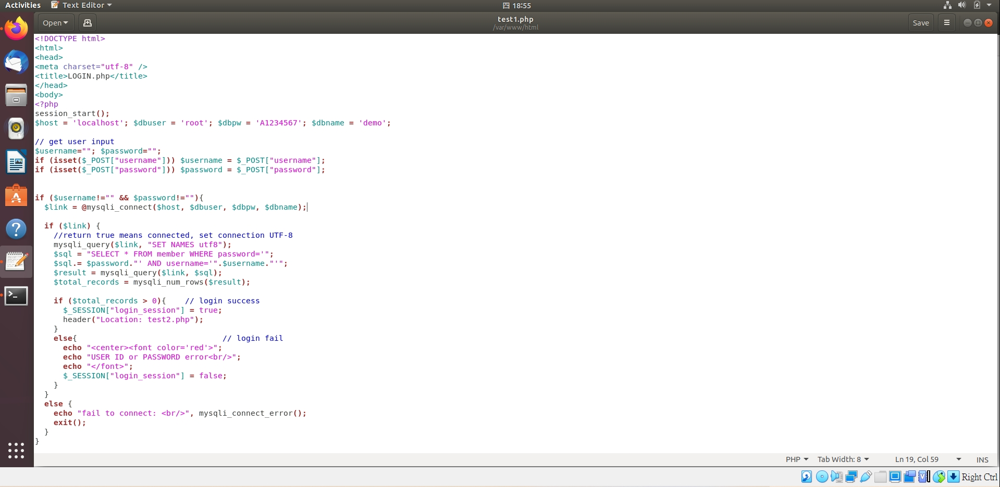 Activities Text Editor 四 18:55
Open test1.php Save
/var/www/html
<!DOCTYPE html>
<html>
<head>
<meta charset="utf-8" />
<title>LOGIN.php</title>
</head>
<body>
<?php
session_start();
$host = 'localhost'; $dbuser = 'root'; $dbpw = 'A1234567'; $dbname = 'demo';
// get user input
$username=""; $password="";
if (isset($_POST["username"])) $username = $_POST["username"];
if (isset($_POST["password"])) $password = $_POST["password"];
if ($username!="" && $password!=""){
  $link = @mysqli_connect($host, $dbuser, $dbpw, $dbname);
  if ($link) {
    //return true means connected, set connection UTF-8
    mysqli_query($link, "SET NAMES utf8");
    $sql = "SELECT * FROM member WHERE password='";
    $sql.= $password."' AND username='".$username."'";
    $result = mysqli_query($link, $sql);
    $total_records = mysqli_num_rows($result);
    if ($total_records > 0){    // login success
      $_SESSION["login_session"] = true;
      header("Location: test2.php");
    }
    else{                               // login fail
      echo "<center><font color='red'>";
      echo "USER ID or PASSWORD error<br/>";
      echo "</font>";
      $_SESSION["login_session"] = false;
    }
  }
  else {
    echo "fail to connect: <br/>", mysqli_connect_error();
    exit();
  }
}
PHP Tab Width: 8 Ln 19, Col 59 INS
Right Ctrl